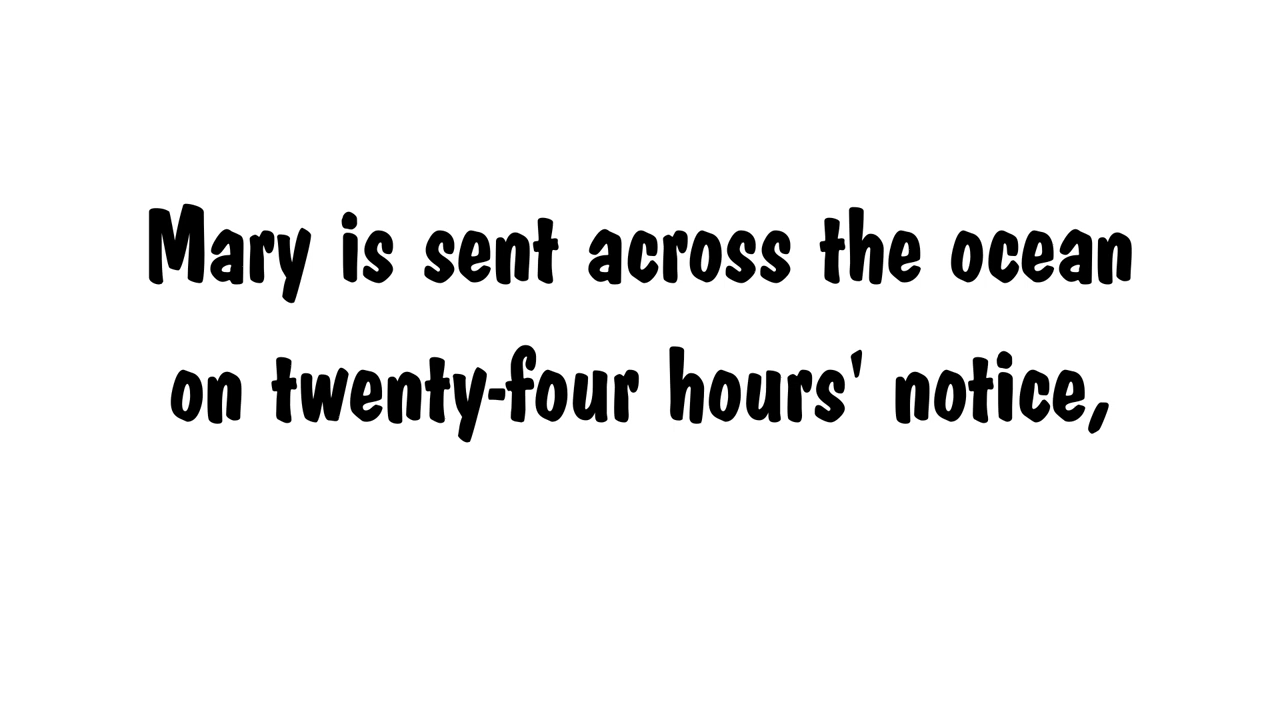 Mary is sent across the ocean
on twenty-four hours' notice,